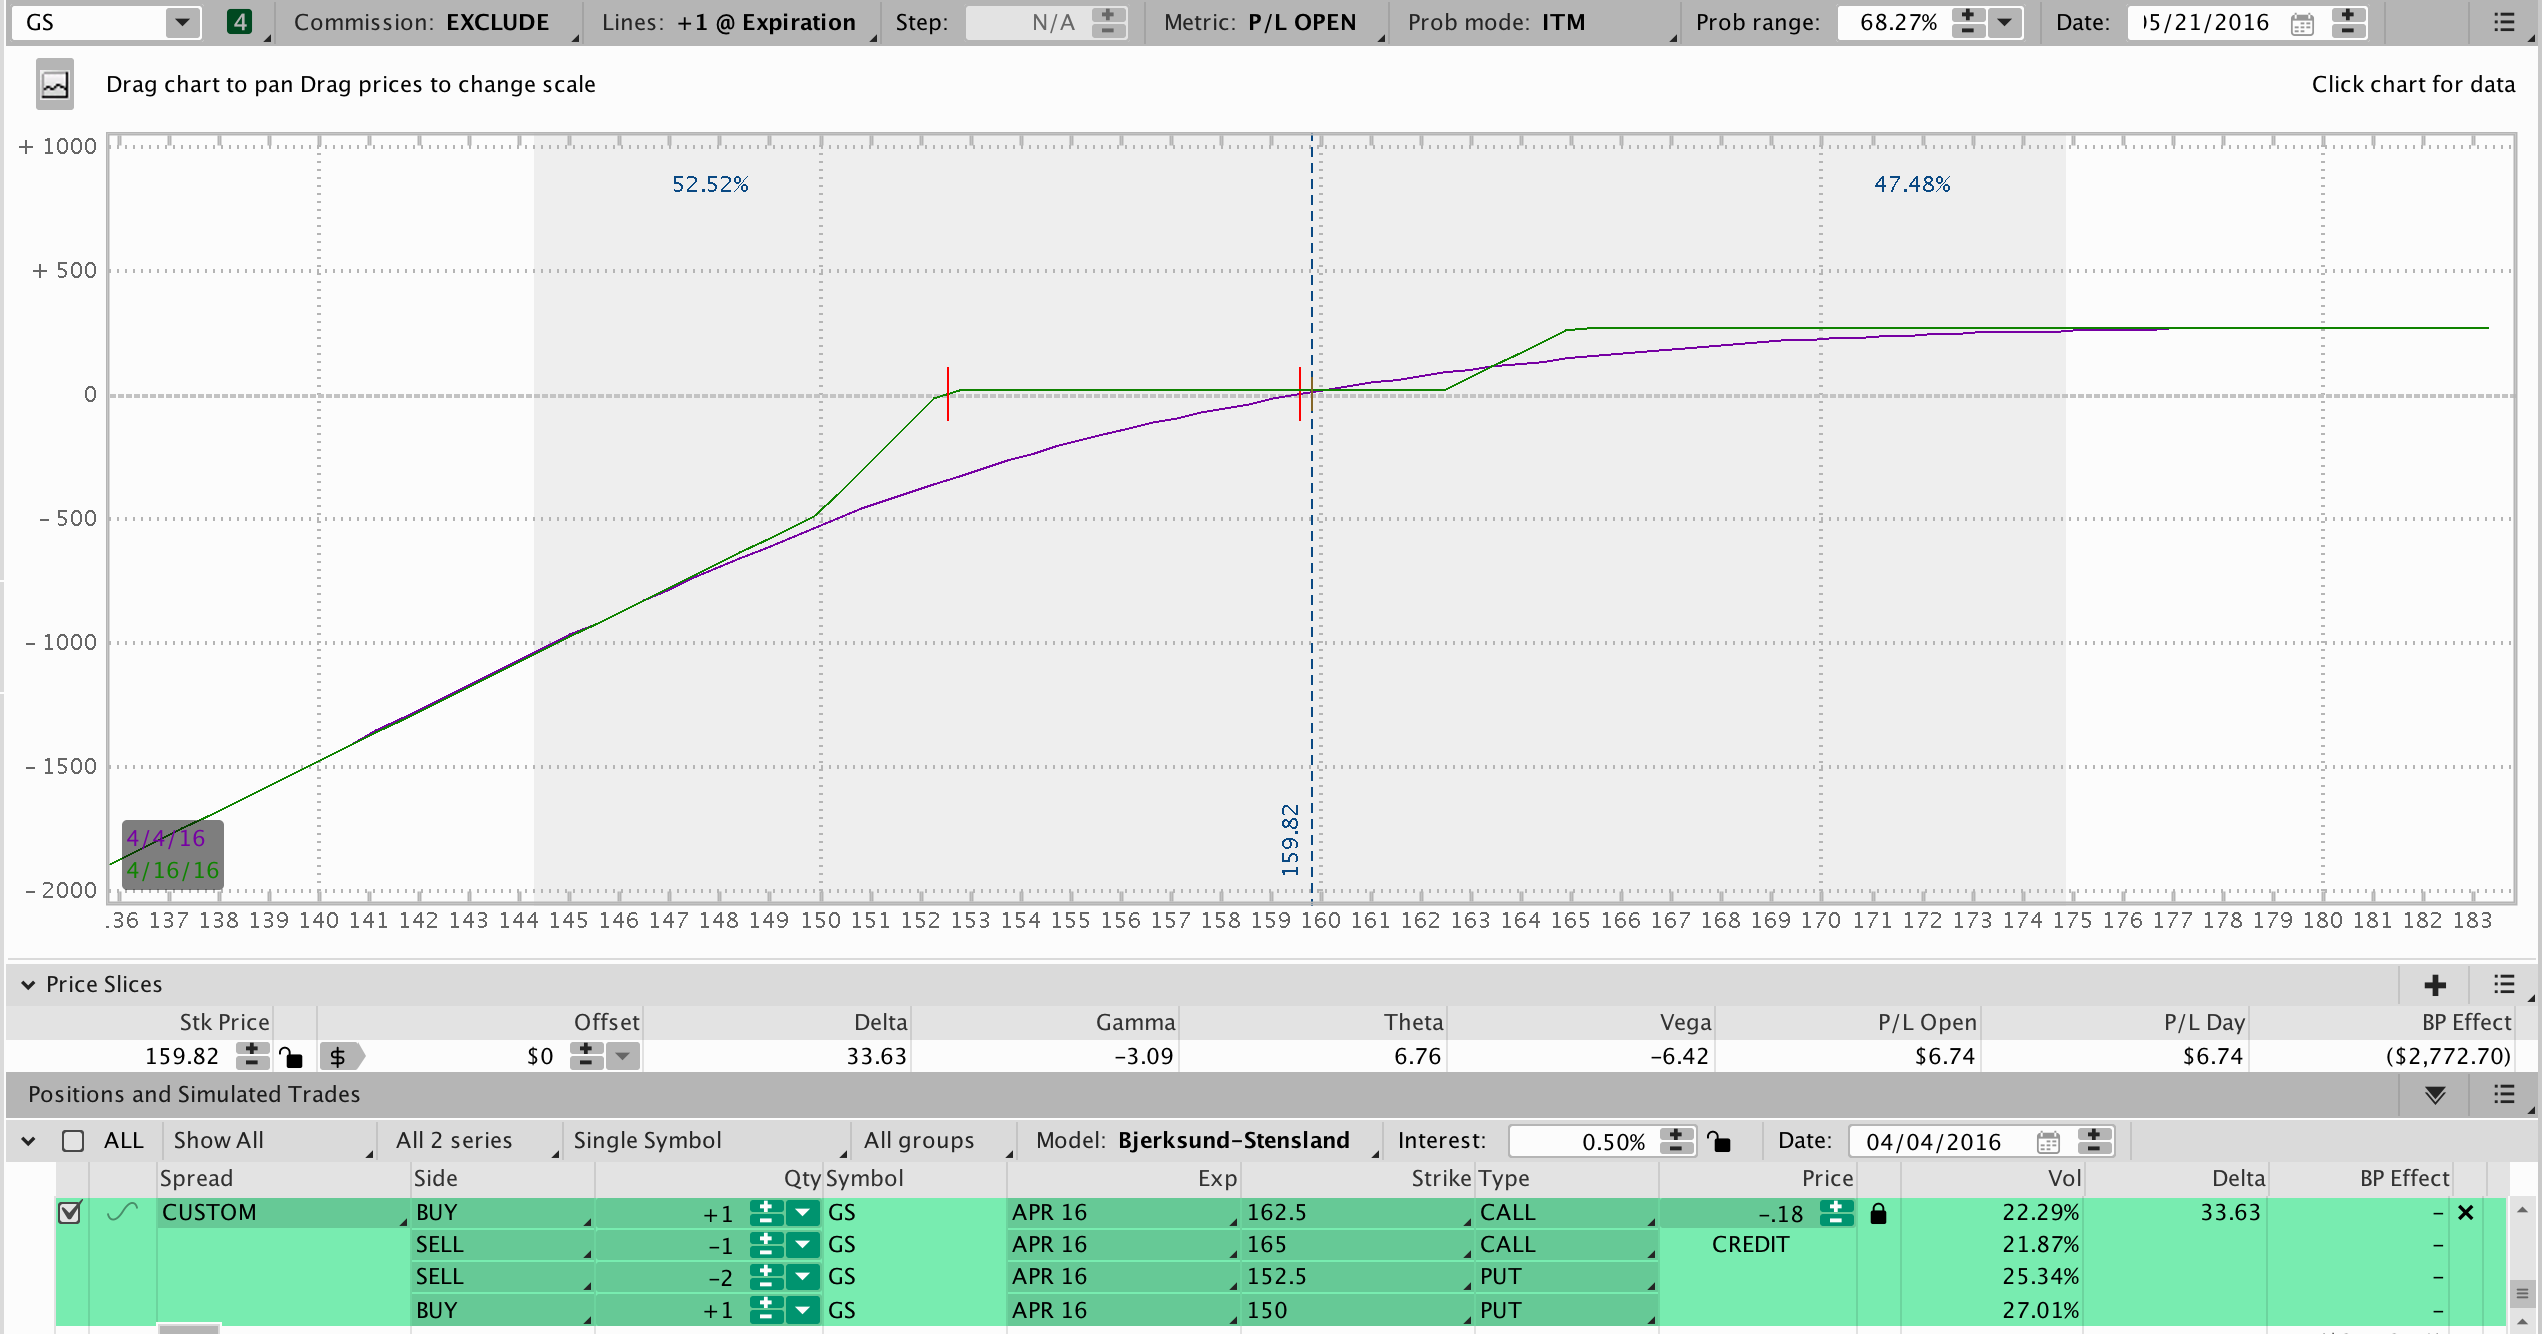 GS 4 Commission: EXCLUDE Lines: +1 @ Expiration Step: N/A Metric: P/L OPEN Prob mode: ITM Prob range: 68.27% Date: 05/21/2016
Drag chart to pan Drag prices to change scale Click chart for data
+ 1000
52.52% 47.48%
+ 500
0
- 500
- 1000
- 1500
159.82
4/4/16
4/16/16
- 2000
.36 137 138 139 140 141 142 143 144 145 146 147 148 149 150 151 152 153 154 155 156 157 158 159 160 161 162 163 164 165 166 167 168 169 170 171 172 173 174 175 176 177 178 179 180 181 182 183
Price Slices
Stk Price Offset Delta Gamma Theta Vega P/L Open P/L Day BP Effect
159.82 $ $0 33.63 -3.09 6.76 -6.42 $6.74 $6.74 ($2,772.70)
Positions and Simulated Trades
ALL Show All All 2 series Single Symbol All groups Model: Bjerksund-Stensland Interest: 0.50% Date: 04/04/2016
Spread Side Qty Symbol Exp Strike Type Price Vol Delta BP Effect
CUSTOM BUY +1 GS APR 16 162.5 CALL -.18 22.29% 33.63 -
SELL -1 GS APR 16 165 CALL CREDIT 21.87% -
SELL -2 GS APR 16 152.5 PUT 25.34% -
BUY +1 GS APR 16 150 PUT 27.01% -